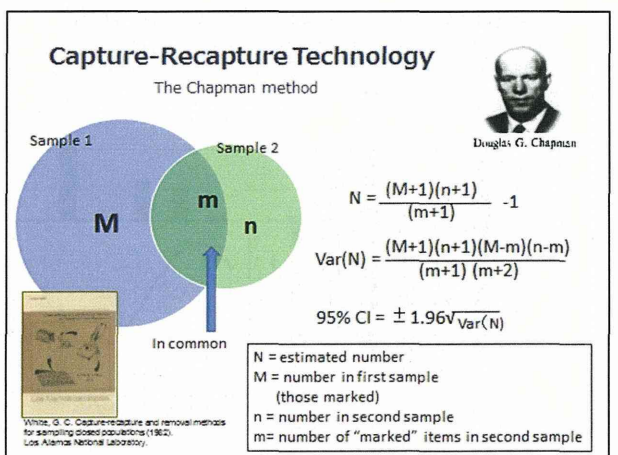 Capture-Recapture Technology
The Chapman method
Douglas G. Chapman
Sample 1
Sample 2
M
m
n
In common
N = (M+1)(n+1) / (m+1) -1
Var(N) = (M+1)(n+1)(M-m)(n-m) / (m+1) (m+2)
95% CI = ± 1.96√Var(N)
N = estimated number
M = number in first sample
(those marked)
n = number in second sample
m= number of "marked" items in second sample
White, G. C. Capture-recapture and removal methods
for sampling closed populations (1982).
Los Alamos National Laboratory.